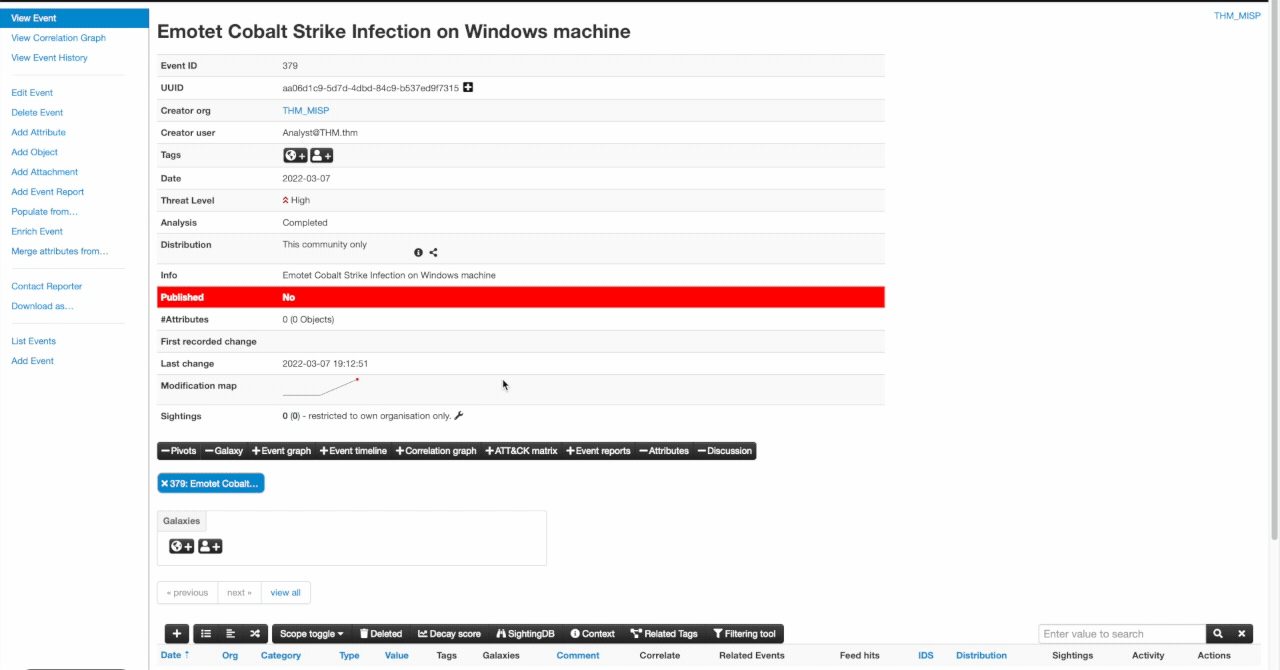 View Event
View Correlation Graph
View Event History
Edit Event
Delete Event
Add Attribute
Add Object
Add Attachment
Add Event Report
Populate from...
Enrich Event
Merge attributes from...
Contact Reporter
Download as...
List Events
Add Event
THM_MISP
Emotet Cobalt Strike Infection on Windows machine
Event ID 379
UUID aa06d1c9-5d7d-4dbd-84c9-b537ed9f7315
Creator org THM_MISP
Creator user Analyst@THM.thm
Tags
Date 2022-03-07
Threat Level High
Analysis Completed
Distribution This community only
Info Emotet Cobalt Strike Infection on Windows machine
Published No
#Attributes 0 (0 Objects)
First recorded change
Last change 2022-03-07 19:12:51
Modification map
Sightings 0 (0) - restricted to own organisation only.
−Pivots −Galaxy +Event graph +Event timeline +Correlation graph +ATT&CK matrix +Event reports −Attributes −Discussion
379: Emotet Cobalt...
Galaxies
« previous next » view all
Scope toggle Deleted Decay score SightingDB Context Related Tags Filtering tool Enter value to search
Date ↑ Org Category Type Value Tags Galaxies Comment Correlate Related Events Feed hits IDS Distribution Sightings Activity Actions